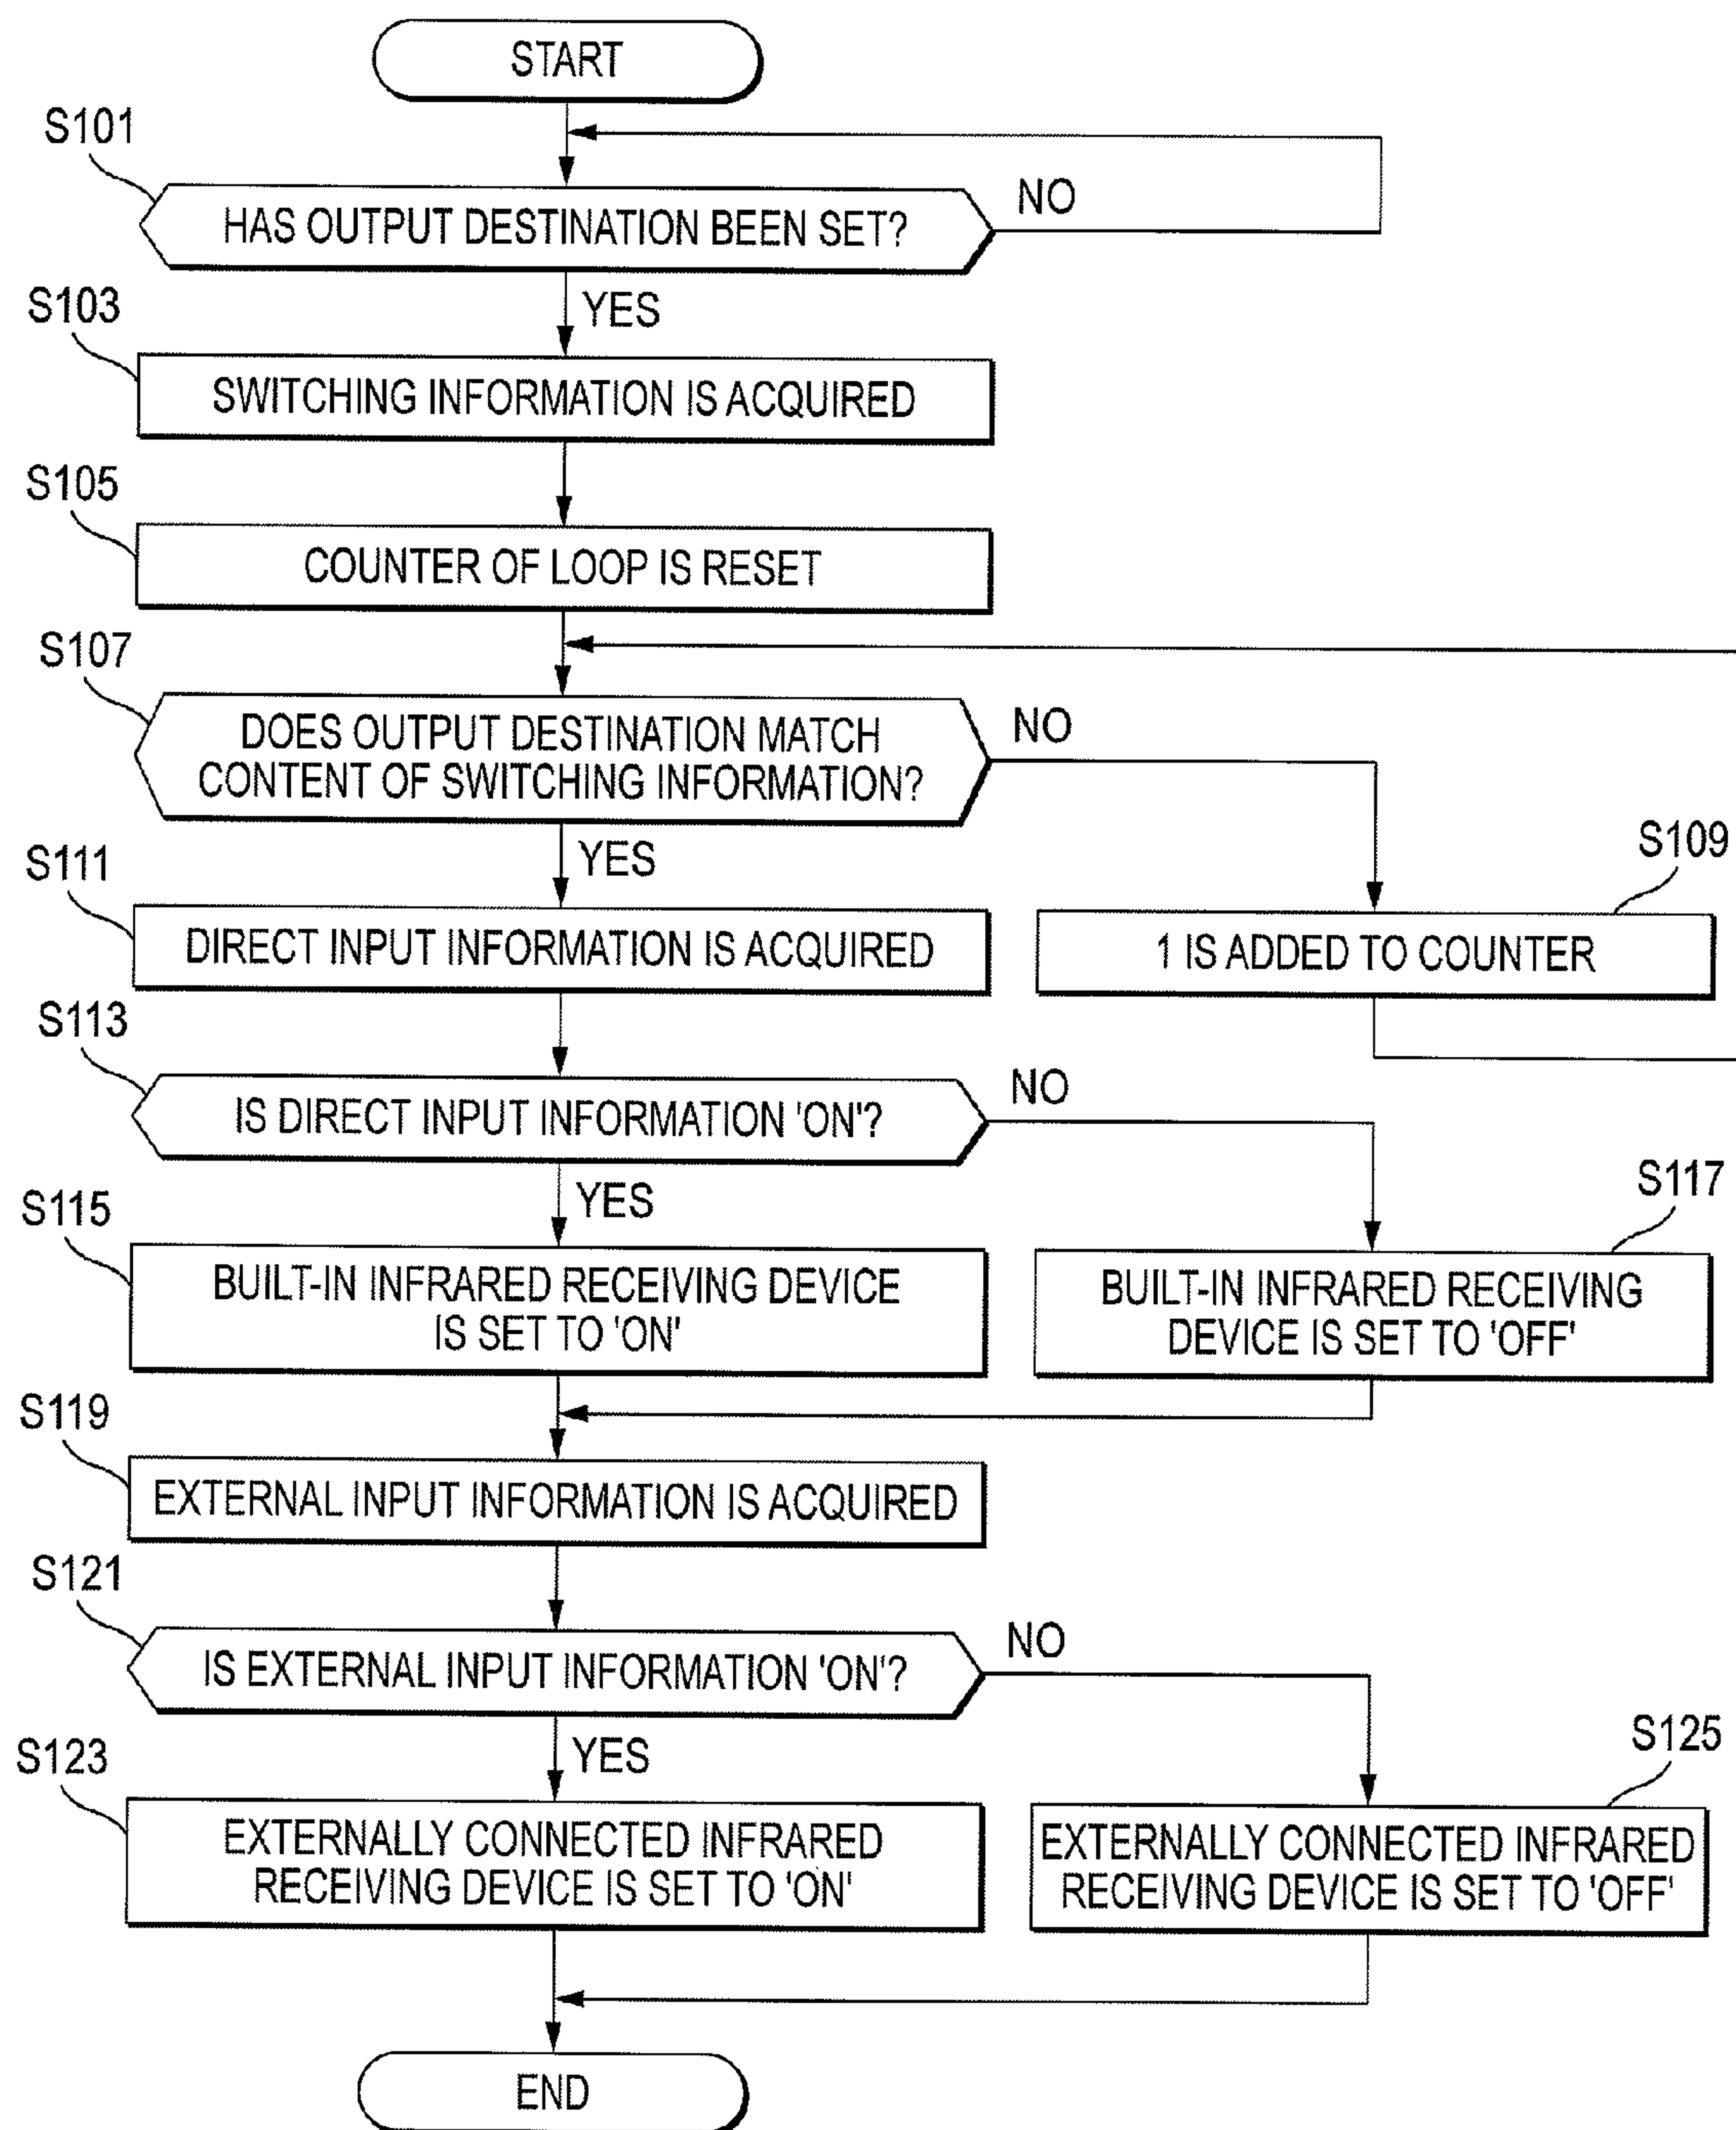 START
S101
HAS OUTPUT DESTINATION BEEN SET?
NO
YES
S103
SWITCHING INFORMATION IS ACQUIRED
S105
COUNTER OF LOOP IS RESET
S107
DOES OUTPUT DESTINATION MATCH
CONTENT OF SWITCHING INFORMATION?
NO
YES
S109
1 IS ADDED TO COUNTER
S111
DIRECT INPUT INFORMATION IS ACQUIRED
S113
IS DIRECT INPUT INFORMATION 'ON'?
NO
YES
S115
BUILT-IN INFRARED RECEIVING DEVICE
IS SET TO 'ON'
S117
BUILT-IN INFRARED RECEIVING
DEVICE IS SET TO 'OFF'
S119
EXTERNAL INPUT INFORMATION IS ACQUIRED
S121
IS EXTERNAL INPUT INFORMATION 'ON'?
NO
YES
S123
EXTERNALLY CONNECTED INFRARED
RECEIVING DEVICE IS SET TO 'ON'
S125
EXTERNALLY CONNECTED INFRARED
RECEIVING DEVICE IS SET TO 'OFF'
END